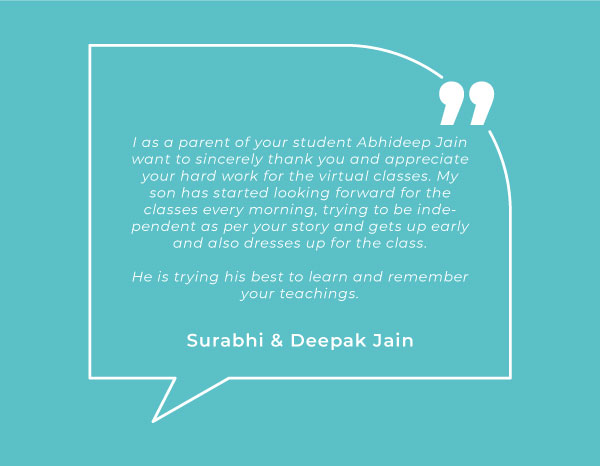 I as a parent of your student Abhideep Jain
want to sincerely thank you and appreciate
your hard work for the virtual classes. My
son has started looking forward for the
classes every morning, trying to be inde-
pendent as per your story and gets up early
and also dresses up for the class.
He is trying his best to learn and remember
your teachings.
Surabhi & Deepak Jain